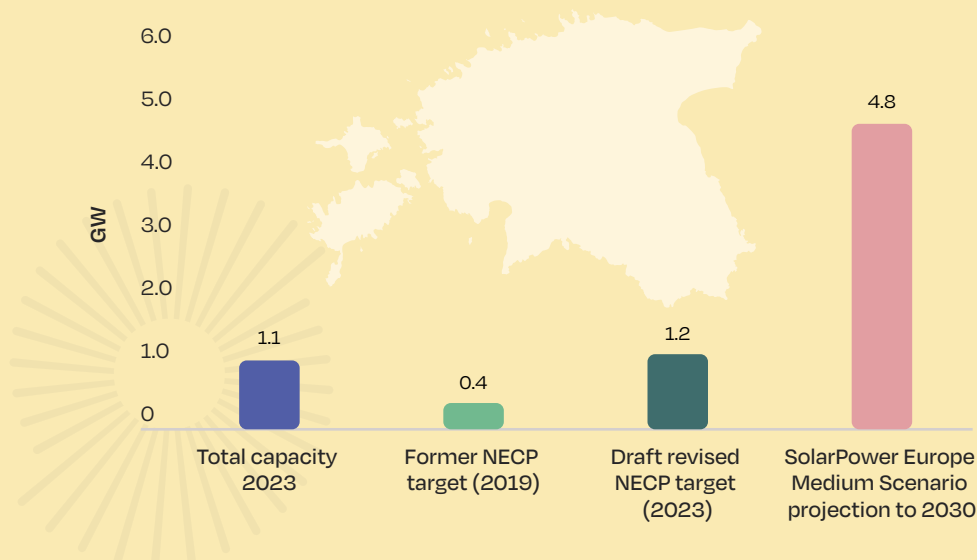 6.0
5.0
4.0
3.0
2.0
1.0
0
GW
4.8
1.1
0.4
1.2
Total capacity
2023
Former NECP
target (2019)
Draft revised
NECP target
(2023)
SolarPower Europe
Medium Scenario
projection to 2030